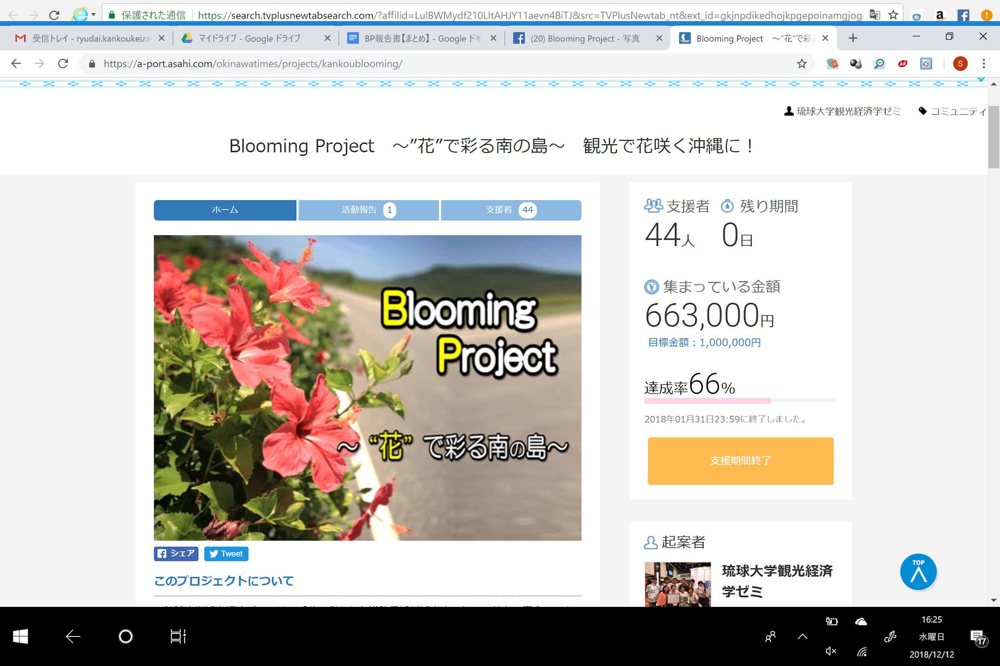 保護された通信 https://search.tvplusnewtabsearch.com/?affilid=LulBWMydf210LItAHJY11aevn4BiTJ&src=TVPlusNewtab_nt&ext_id=gkjnpdikedhojkpgepoinamgjog
受信トレイ - ryudai.kankoukeizai
マイドライブ - Google ドライブ
BP報告書【まとめ】 - Google ドキ
(20) Blooming Project - 写真
Blooming Project ～”花”で彩る
https://a-port.asahi.com/okinawatimes/projects/kankoublooming/
Ask
S
琉球大学観光経済学ゼミ コミュニティ
Blooming Project ～”花”で彩る南の島～ 観光で花咲く沖縄に！
ホーム
活動報告 1
支援者 44
Blooming
Project
～“花”で彩る南の島～
シェア
Tweet
このプロジェクトについて
支援者 残り期間
44人 0日
集まっている金額
663,000円
目標金額：1,000,000円
達成率66%
2018年01月31日23:59に終了しました。
支援期間終了
起案者
琉球大学観光経済
学ゼミ
TOP
16:25
水曜日
2018/12/12
17